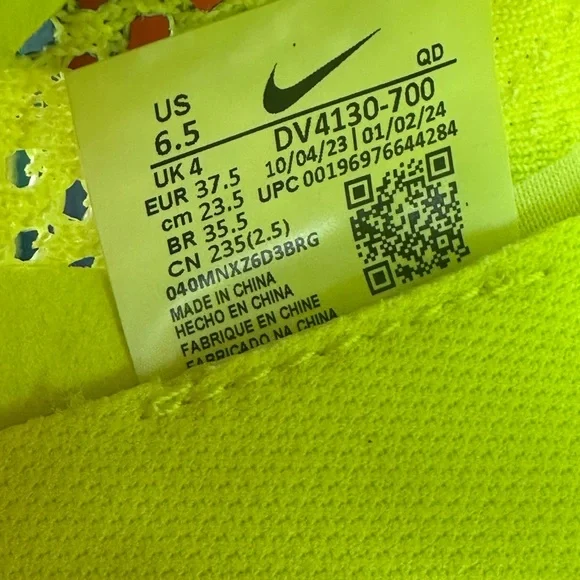 QD
US
6.5
DV4130-700
UK 4
10/04/23 | 01/02/24
EUR 37.5
UPC 00196976644284
cm 23.5
BR 35.5
CN 235(2.5)
040MNXZ6D3BRG
MADE IN CHINA
HECHO EN CHINA
FABRIQUE EN CHINE
FABRICADO NA CHINA